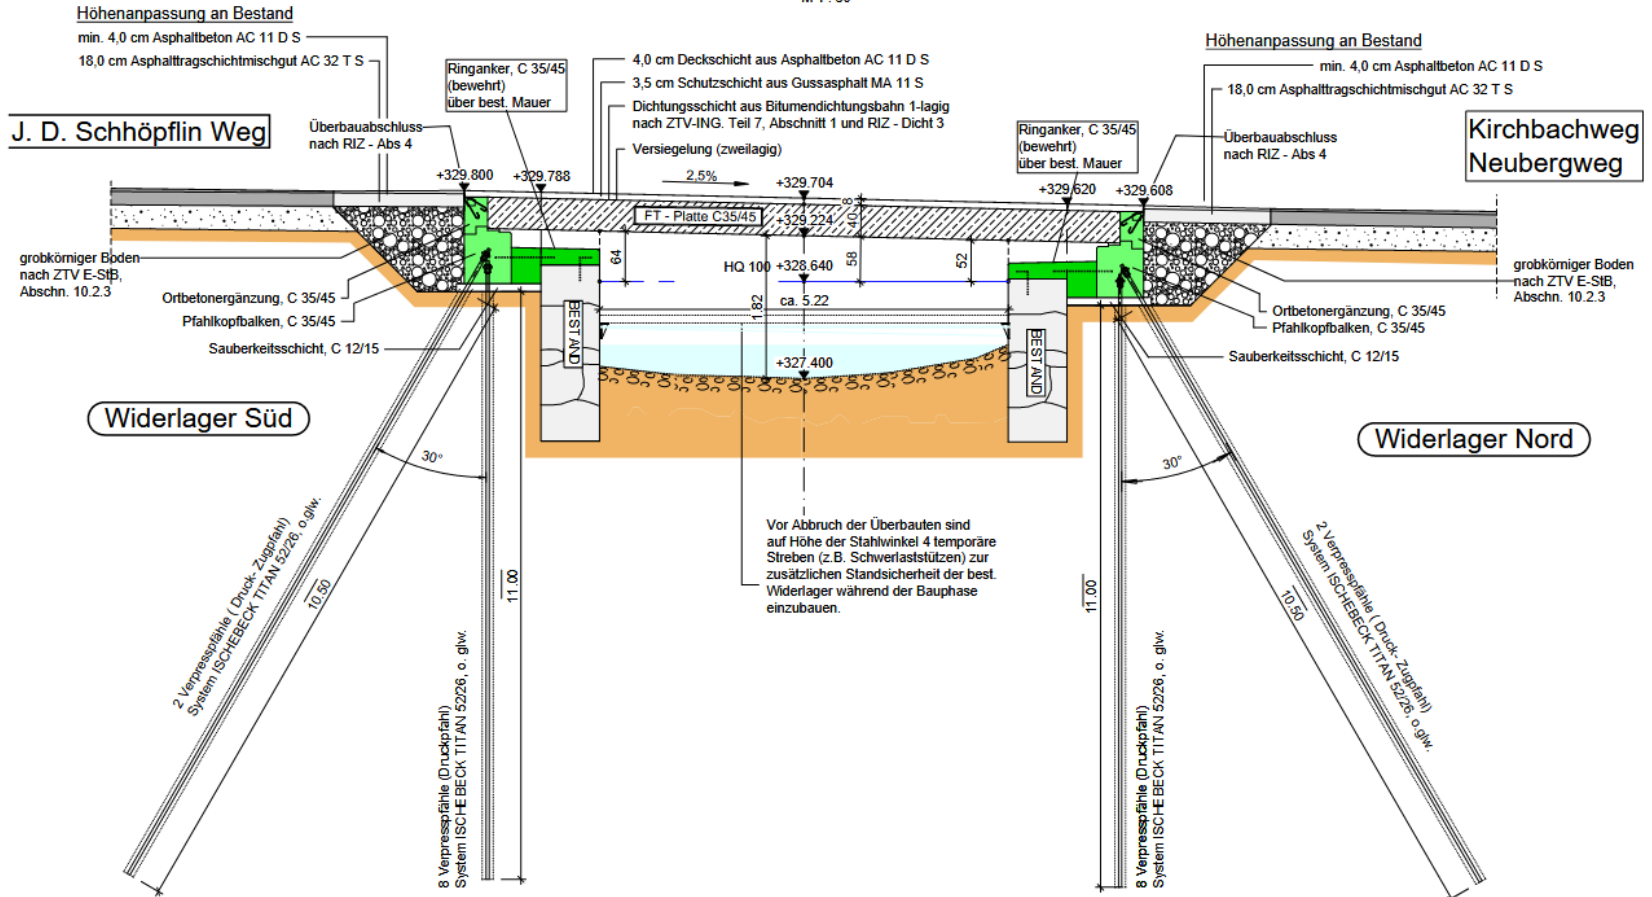 M 1 : 50
Höhenanpassung an Bestand
min. 4,0 cm Asphaltbeton AC 11 D S
18,0 cm Asphalttragschichtmischgut AC 32 T S
J. D. Schhöpflin Weg
Ringanker, C 35/45
(bewehrt)
über best. Mauer
Überbauabschluss
nach RIZ - Abs 4
4,0 cm Deckschicht aus Asphaltbeton AC 11 D S
3,5 cm Schutzschicht aus Gussasphalt MA 11 S
Dichtungsschicht aus Bitumendichtungsbahn 1-lagig
nach ZTV-ING. Teil 7, Abschnitt 1 und RIZ - Dicht 3
Versiegelung (zweilagig)
Höhenanpassung an Bestand
min. 4,0 cm Asphaltbeton AC 11 D S
18,0 cm Asphalttragschichtmischgut AC 32 T S
Ringanker, C 35/45
(bewehrt)
über best. Mauer
Überbauabschluss
nach RIZ - Abs 4
Kirchbachweg
Neubergweg
+329.800
+329.788
2,5%
+329.704
+329.620
+329.608
FT - Platte C35/45
+329.224
8
40
64
HQ 100
+328.640
58
52
1.82
ca. 5.22
+327.400
BESTAND
BESTAND
grobkörniger Boden
nach ZTV E-StB,
Abschn. 10.2.3
Ortbetonergänzung, C 35/45
Pfahlkopfbalken, C 35/45
Sauberkeitsschicht, C 12/15
grobkörniger Boden
nach ZTV E-StB,
Abschn. 10.2.3
Ortbetonergänzung, C 35/45
Pfahlkopfbalken, C 35/45
Sauberkeitsschicht, C 12/15
Widerlager Süd
Widerlager Nord
30°
30°
Vor Abbruch der Überbauten sind
auf Höhe der Stahlwinkel 4 temporäre
Streben (z.B. Schwerlaststützen) zur
zusätzlichen Standsicherheit der best.
Widerlager während der Bauphase
einzubauen.
2 Verpresspfähle ( Druck- Zugpfahl)
System ISCHEBECK TITAN 52/26, o.glw.
10.50
11.00
8 Verpresspfähle (Druckpfahl)
System ISCHEBECK TITAN 52/26, o. glw.
11.00
8 Verpresspfähle (Druckpfahl)
System ISCHEBECK TITAN 52/26, o. glw.
10.50
2 Verpresspfähle ( Druck- Zugpfahl)
System ISCHEBECK TITAN 52/26, o.glw.